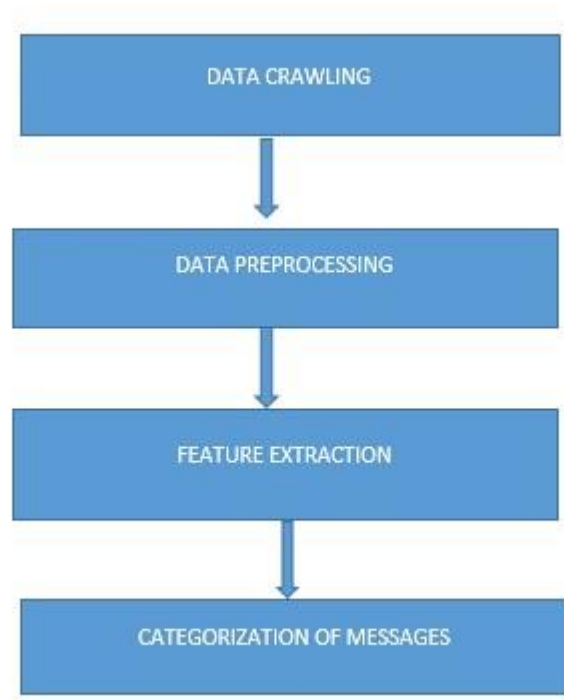 DATA CRAWLING
DATA PREPROCESSING
FEATURE EXTRACTION
CATEGORIZATION OF MESSAGES